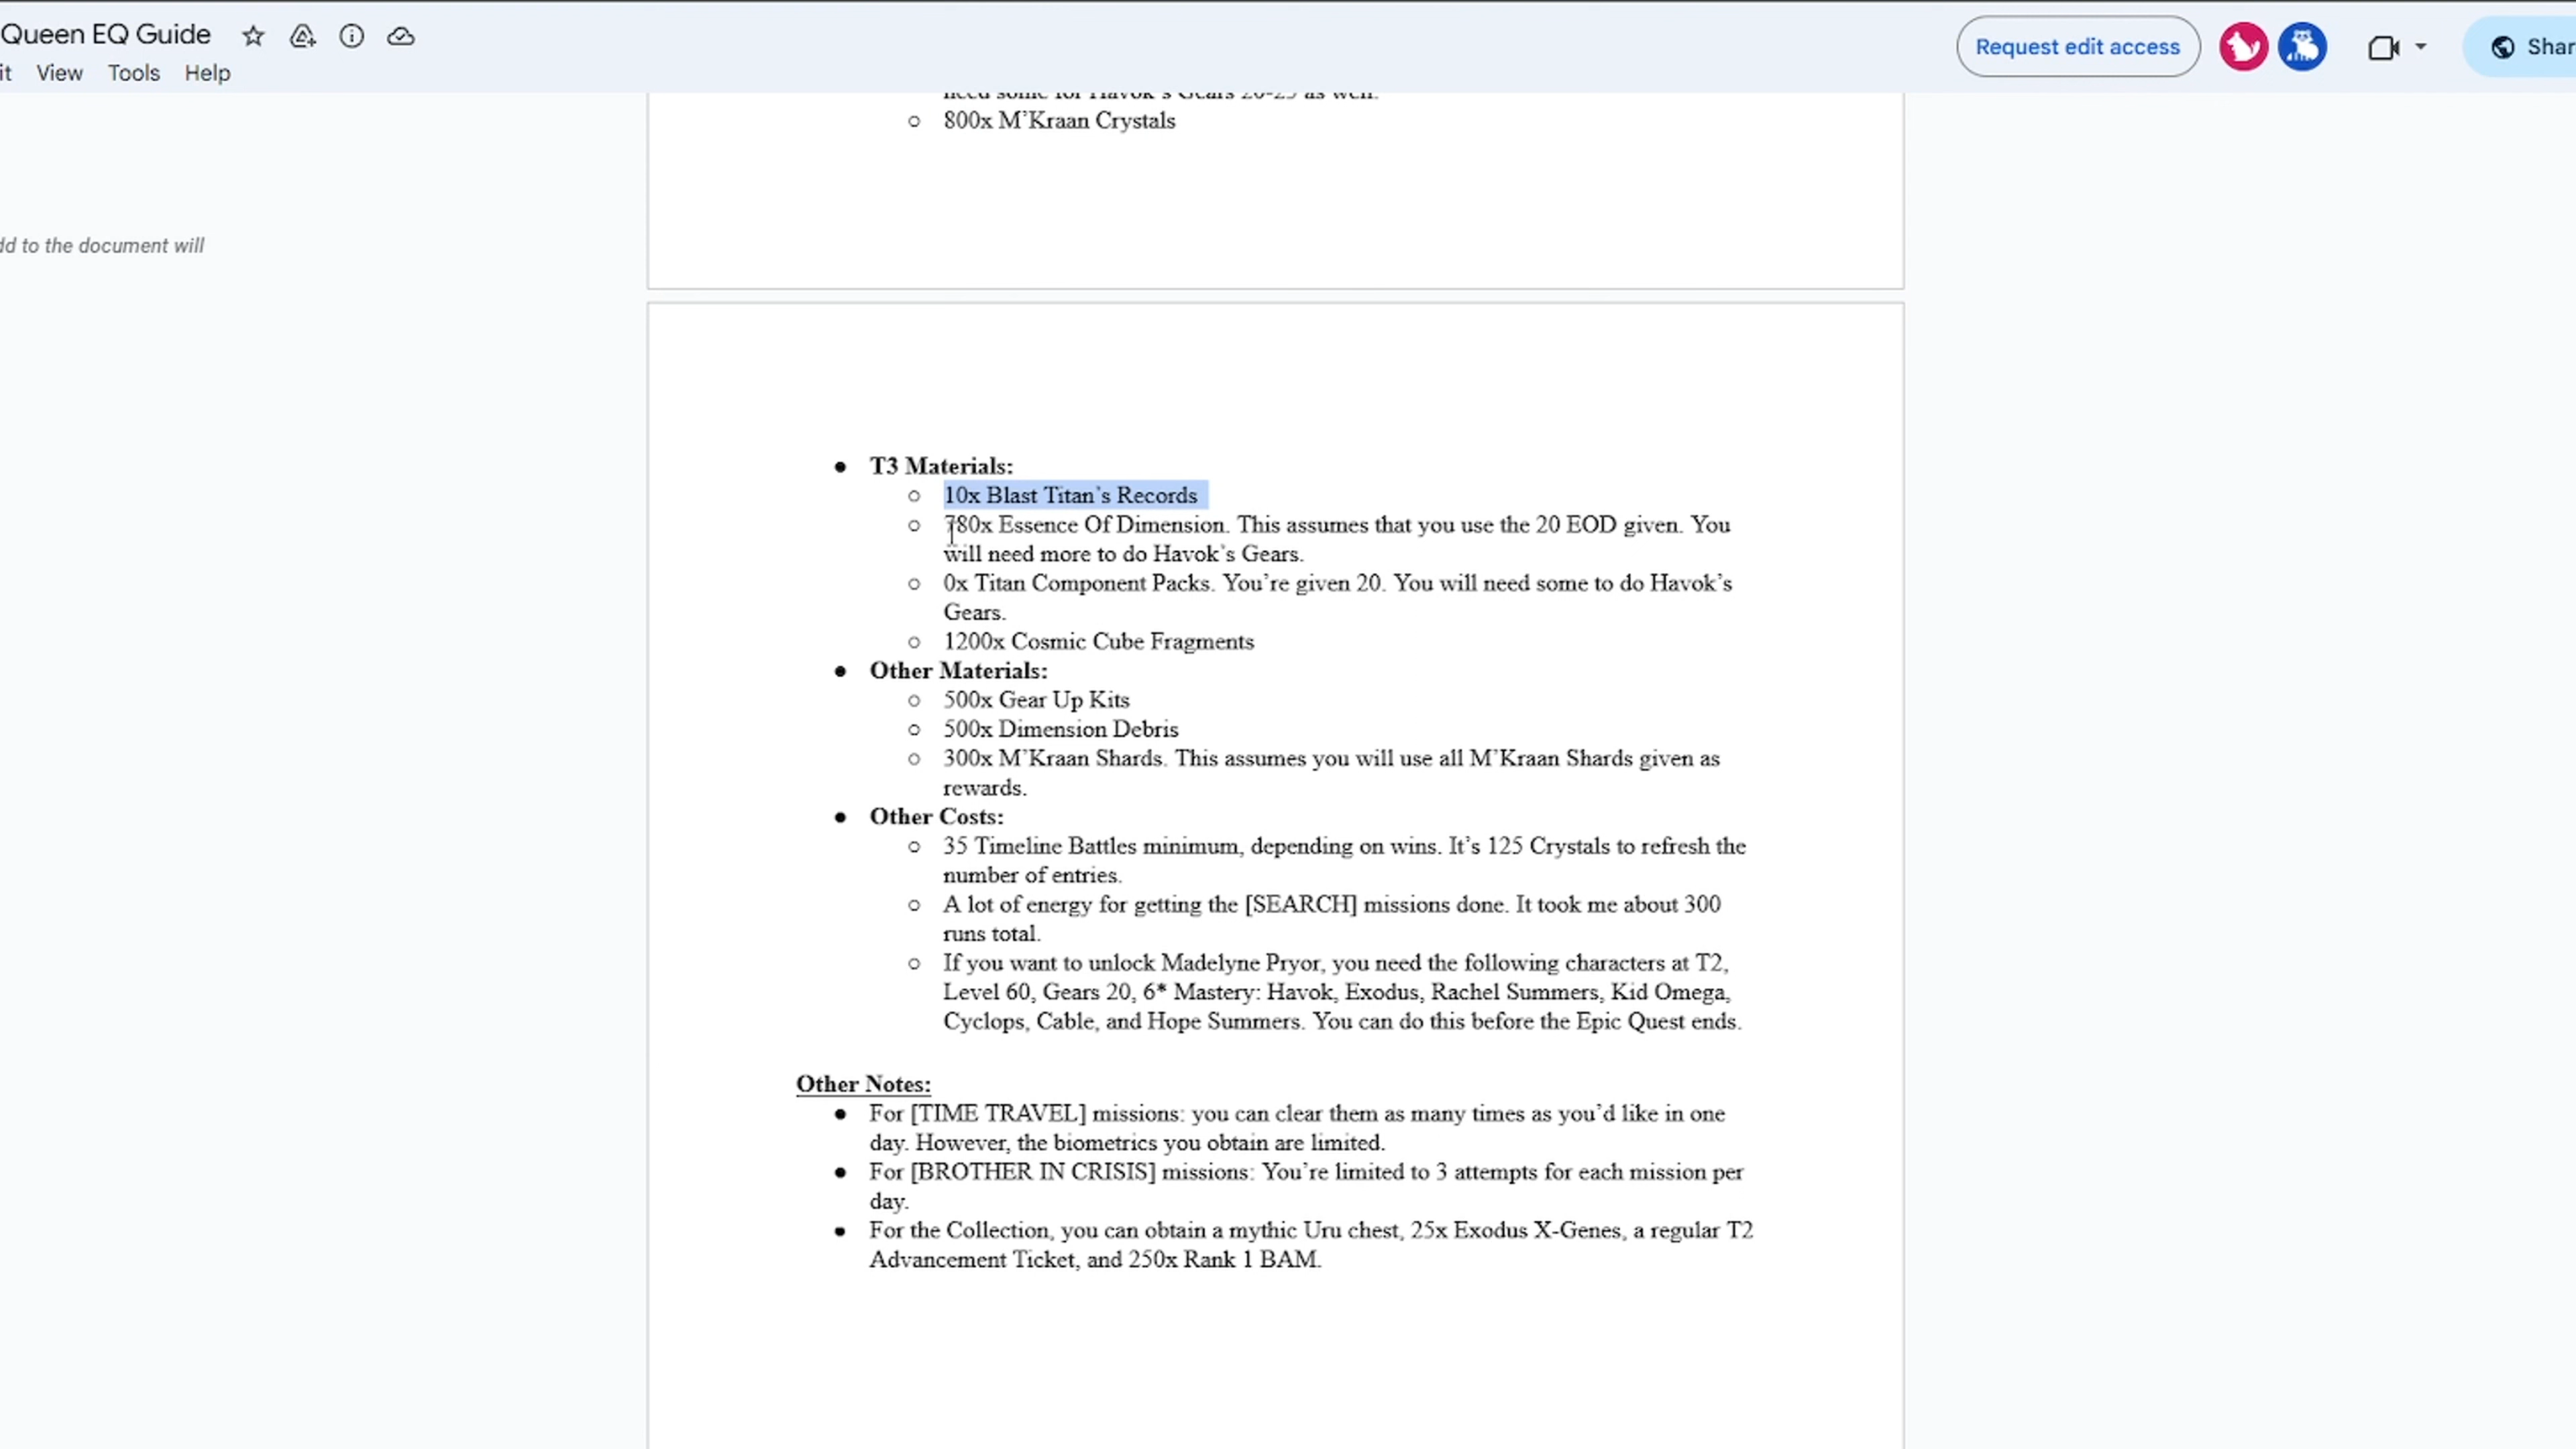 Queen EQ Guide
Request edit access
Shar
it View Tools Help
need some for Havok's Gears 20-25 as well.
○ 800x M'Kraan Crystals
dd to the document will
● T3 Materials:
○ 10x Blast Titan's Records
○ 780x Essence Of Dimension. This assumes that you use the 20 EOD given. You
will need more to do Havok's Gears.
○ 0x Titan Component Packs. You're given 20. You will need some to do Havok's
Gears.
○ 1200x Cosmic Cube Fragments
● Other Materials:
○ 500x Gear Up Kits
○ 500x Dimension Debris
○ 300x M'Kraan Shards. This assumes you will use all M'Kraan Shards given as
rewards.
● Other Costs:
○ 35 Timeline Battles minimum, depending on wins. It's 125 Crystals to refresh the
number of entries.
○ A lot of energy for getting the [SEARCH] missions done. It took me about 300
runs total.
○ If you want to unlock Madelyne Pryor, you need the following characters at T2,
Level 60, Gears 20, 6* Mastery: Havok, Exodus, Rachel Summers, Kid Omega,
Cyclops, Cable, and Hope Summers. You can do this before the Epic Quest ends.
Other Notes:
● For [TIME TRAVEL] missions: you can clear them as many times as you'd like in one
day. However, the biometrics you obtain are limited.
● For [BROTHER IN CRISIS] missions: You're limited to 3 attempts for each mission per
day.
● For the Collection, you can obtain a mythic Uru chest, 25x Exodus X-Genes, a regular T2
Advancement Ticket, and 250x Rank 1 BAM.